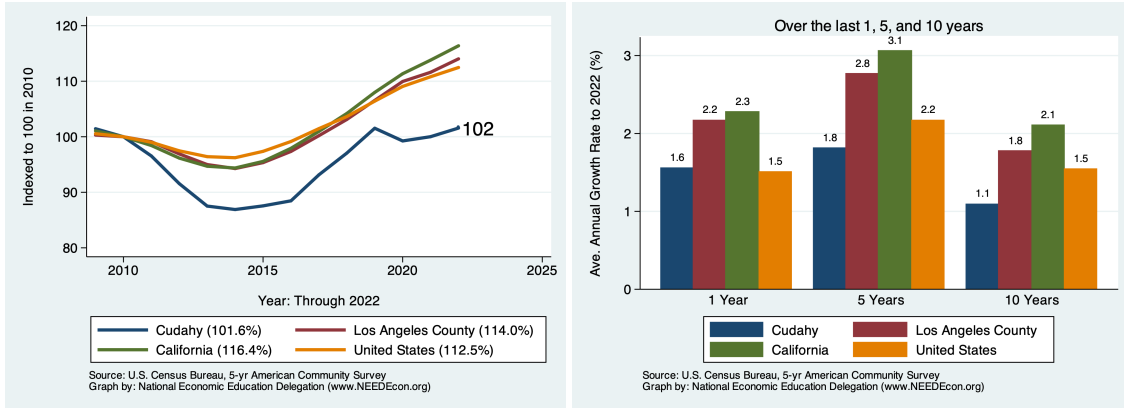 120
110
100
90
80
Indexed to 100 in 2010
102
2010
2015
2020
2025
Year: Through 2022
Cudahy (101.6%)
Los Angeles County (114.0%)
California (116.4%)
United States (112.5%)
Source: U.S. Census Bureau, 5-yr American Community Survey
Graph by: National Economic Education Delegation (www.NEEDEcon.org)
Over the last 1, 5, and 10 years
Ave. Annual Growth Rate to 2022 (%)
3
2
1
0
1.6
2.2
2.3
1.5
1.8
2.8
3.1
2.2
1.1
1.8
2.1
1.5
1 Year
5 Years
10 Years
Cudahy
Los Angeles County
California
United States
Source: U.S. Census Bureau, 5-yr American Community Survey
Graph by: National Economic Education Delegation (www.NEEDEcon.org)